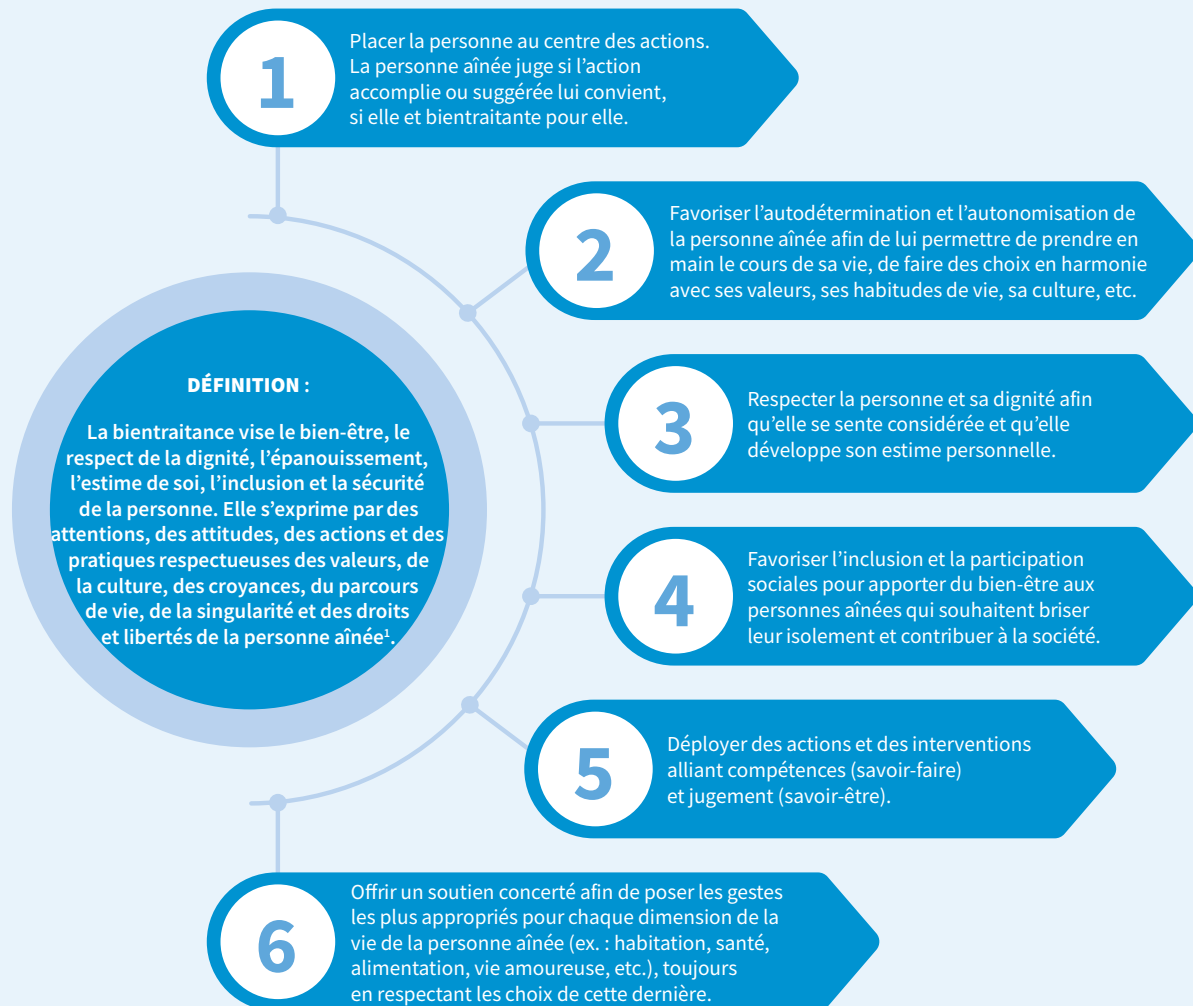 1
Placer la personne au centre des actions.
La personne aînée juge si l'action
accomplie ou suggérée lui convient,
si elle et bientraitante pour elle.
2
Favoriser l'autodétermination et l'autonomisation de
la personne aînée afin de lui permettre de prendre en
main le cours de sa vie, de faire des choix en harmonie
avec ses valeurs, ses habitudes de vie, sa culture, etc.
DÉFINITION :
La bientraitance vise le bien-être, le
respect de la dignité, l'épanouissement,
l'estime de soi, l'inclusion et la sécurité
de la personne. Elle s'exprime par des
attentions, des attitudes, des actions et des
pratiques respectueuses des valeurs, de
la culture, des croyances, du parcours
de vie, de la singularité et des droits
et libertés de la personne aînée¹.
3
Respecter la personne et sa dignité afin
qu'elle se sente considérée et qu'elle
développe son estime personnelle.
4
Favoriser l'inclusion et la participation
sociales pour apporter du bien-être aux
personnes aînées qui souhaitent briser
leur isolement et contribuer à la société.
5
Déployer des actions et des interventions
alliant compétences (savoir-faire)
et jugement (savoir-être).
6
Offrir un soutien concerté afin de poser les gestes
les plus appropriés pour chaque dimension de la
vie de la personne aînée (ex. : habitation, santé,
alimentation, vie amoureuse, etc.), toujours
en respectant les choix de cette dernière.